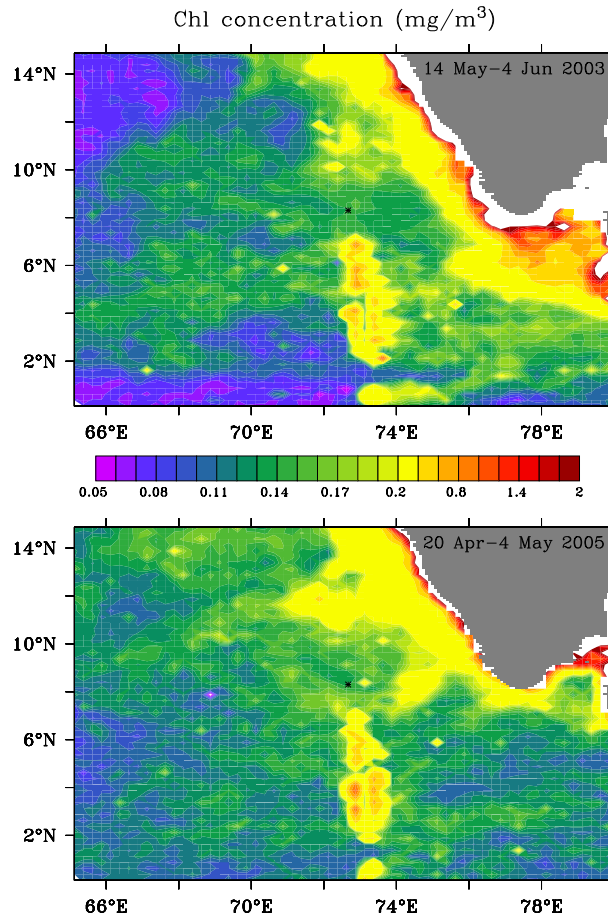 Chl concentration (mg/m³)
14 May-4 Jun 2003
14°N
10°N
6°N
2°N
66°E 70°E 74°E 78°E
0.05 0.08 0.11 0.14 0.17 0.2 0.8 1.4 2
20 Apr-4 May 2005
14°N
10°N
6°N
2°N
66°E 70°E 74°E 78°E